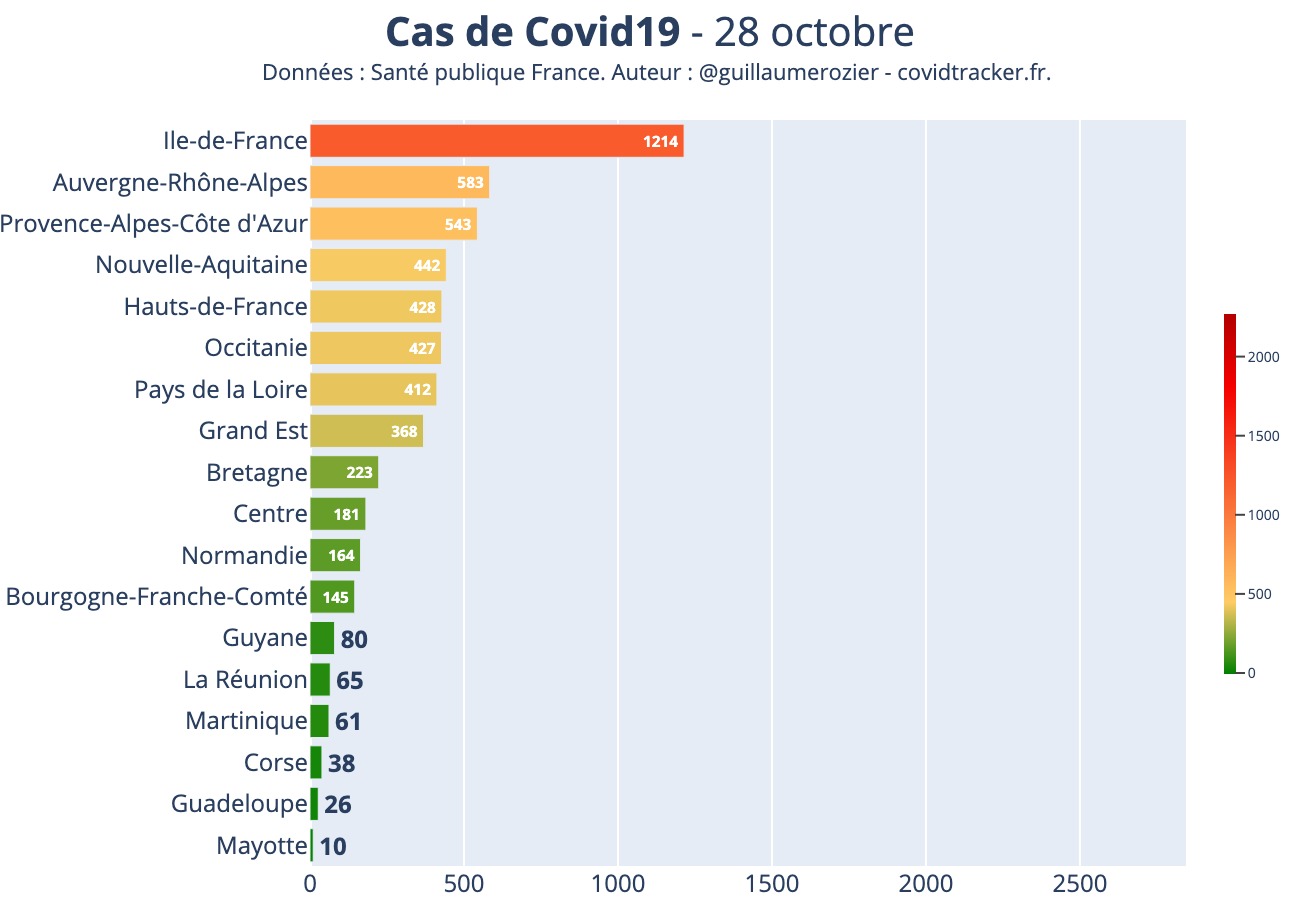 Cas de Covid19 - 28 octobre
Données : Santé publique France. Auteur : @guillaumerozier - covidtracker.fr.
Ile-de-France 1214
Auvergne-Rhône-Alpes 583
Provence-Alpes-Côte d'Azur 543
Nouvelle-Aquitaine 442
Hauts-de-France 428
Occitanie 427
Pays de la Loire 412
Grand Est 368
Bretagne 223
Centre 181
Normandie 164
Bourgogne-Franche-Comté 145
Guyane 80
La Réunion 65
Martinique 61
Corse 38
Guadeloupe 26
Mayotte 10
0 500 1000 1500 2000 2500
2000
1500
1000
500
0